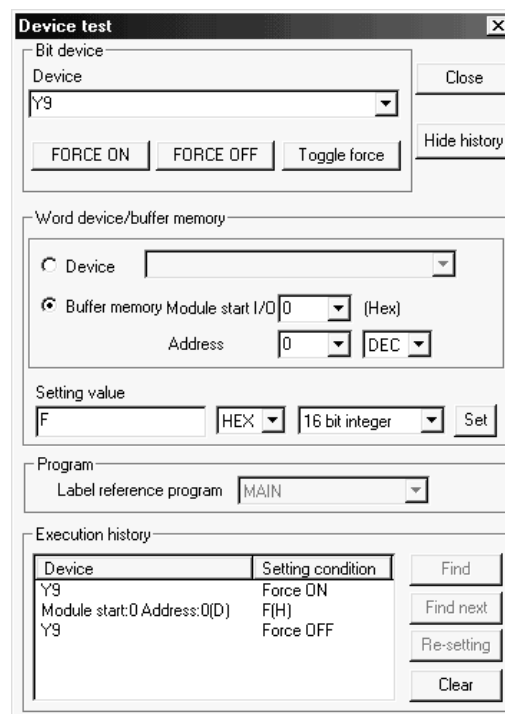 Device test
Bit device
Device
Y9
Close
FORCE ON FORCE OFF Toggle force
Hide history
Word device/buffer memory
Device
Buffer memory Module start I/O 0 (Hex)
Address 0 DEC
Setting value
F HEX 16 bit integer Set
Program
Label reference program MAIN
Execution history
Device Setting condition
Y9 Force ON
Module start:0 Address:0(D) F(H)
Y9 Force OFF
Find
Find next
Re-setting
Clear